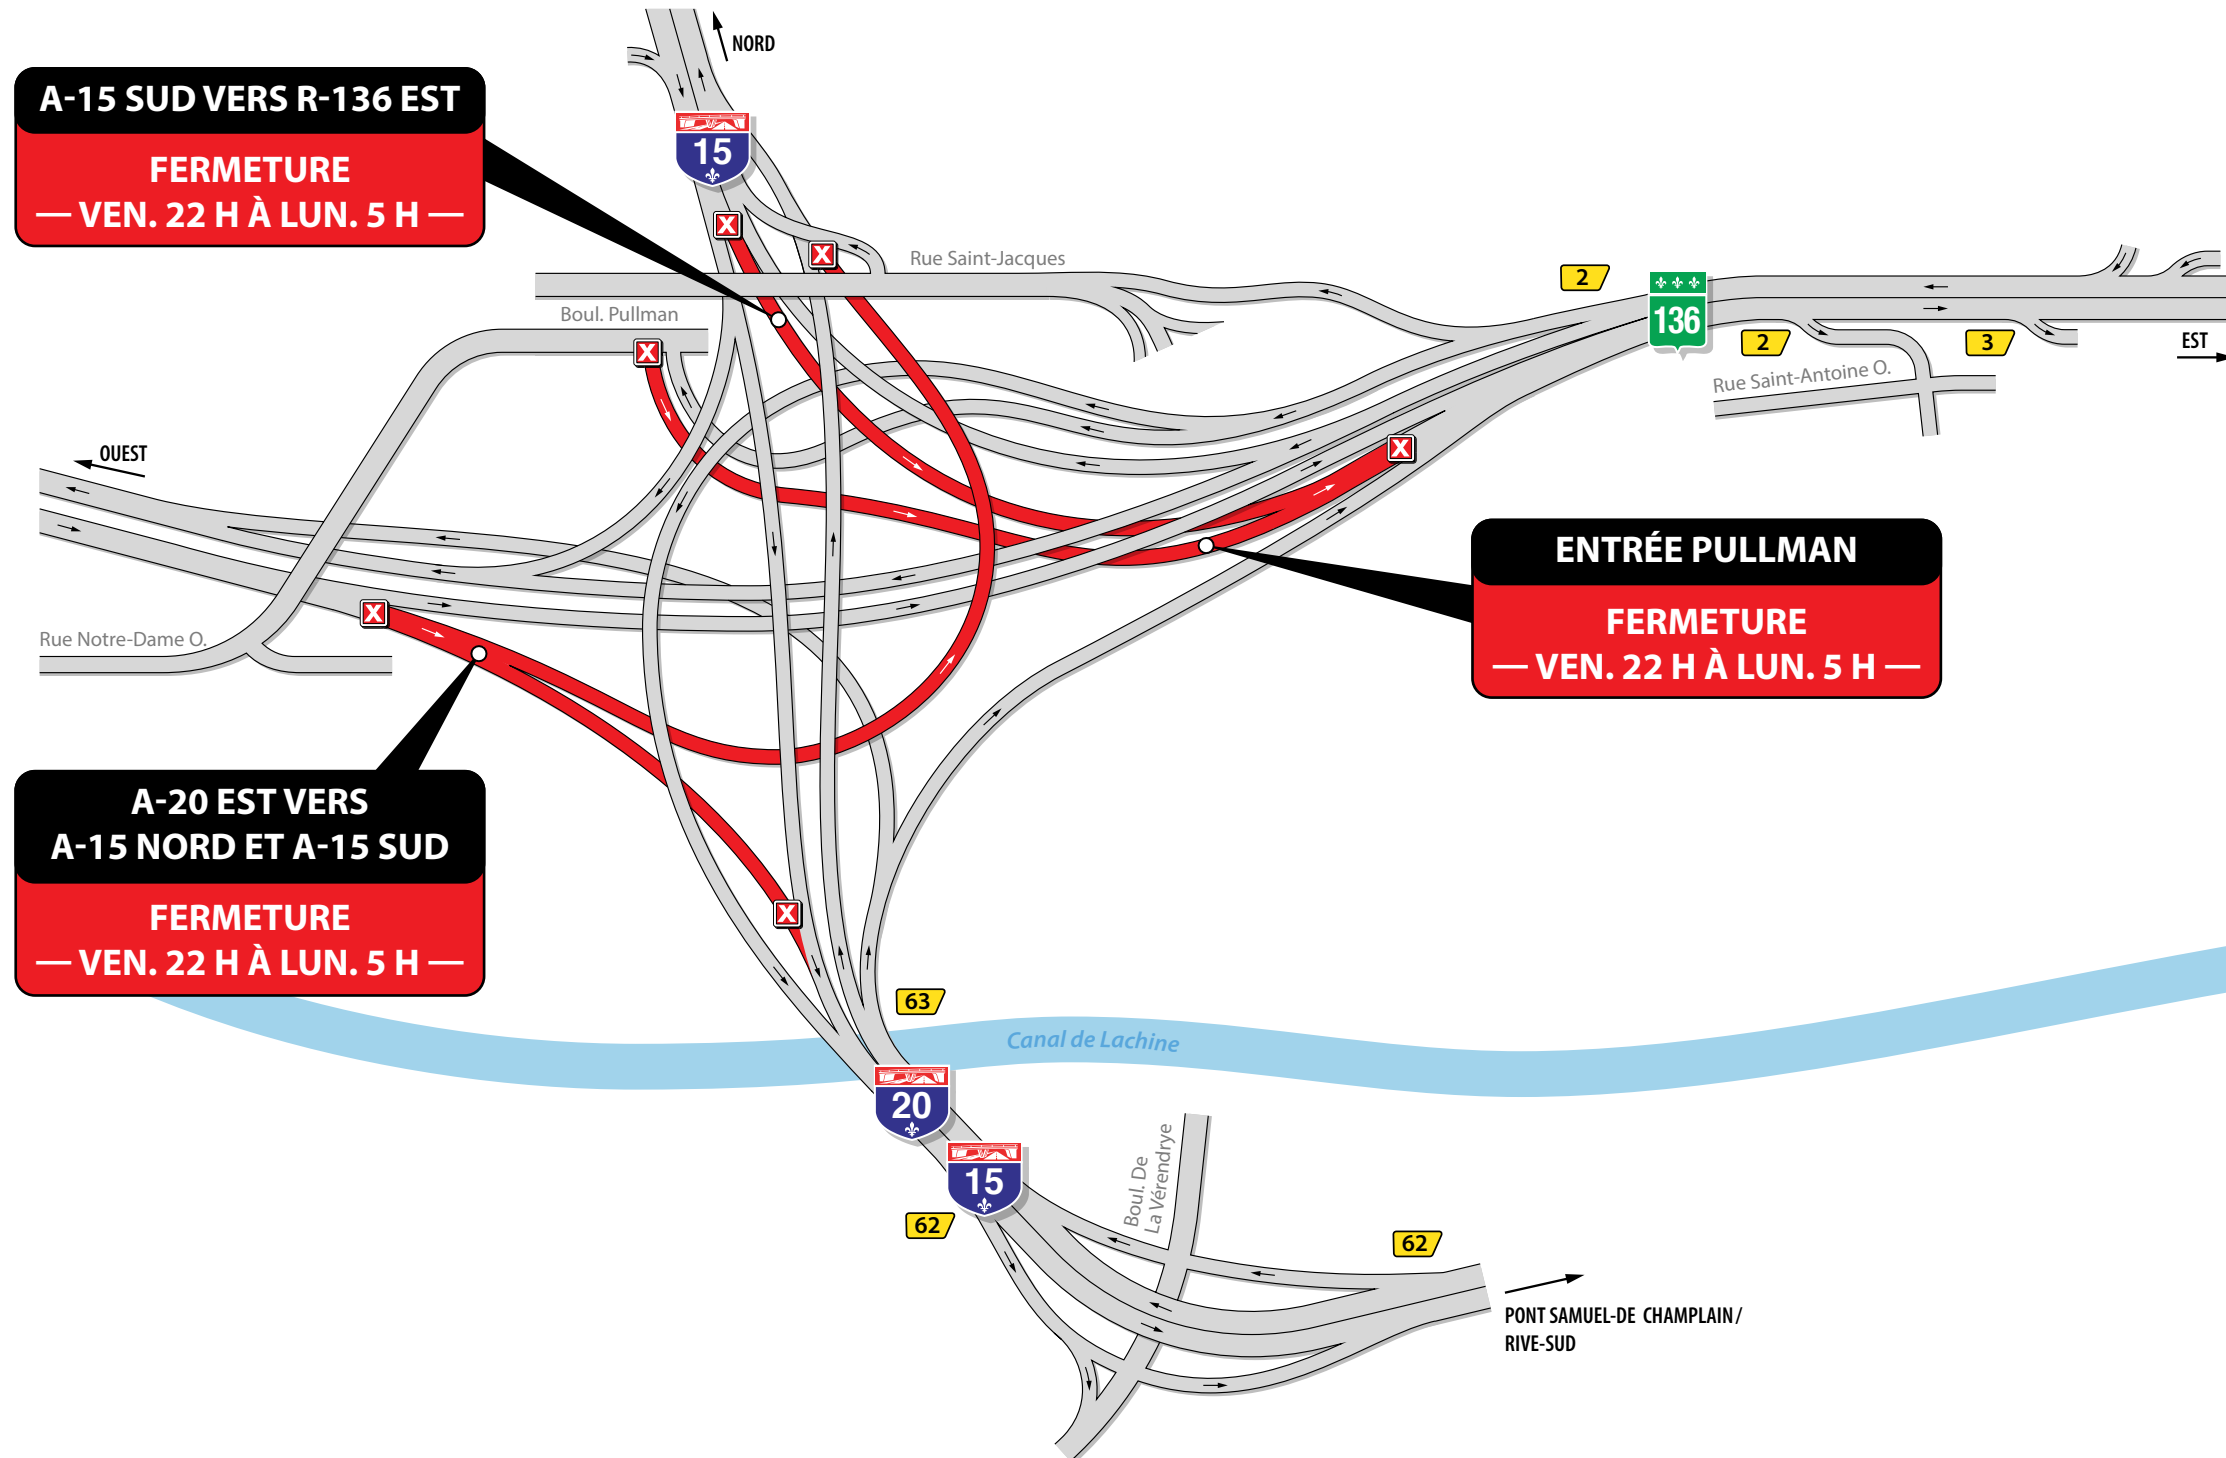 NORD
A-15 SUD VERS R-136 EST
FERMETURE
— VEN. 22 H À LUN. 5 H —
15
X
X
Rue Saint-Jacques
2
136
Boul. Pullman
X
2
3
EST
Rue Saint-Antoine O.
OUEST
X
ENTRÉE PULLMAN
FERMETURE
— VEN. 22 H À LUN. 5 H —
X
Rue Notre-Dame O.
A-20 EST VERS
A-15 NORD ET A-15 SUD
FERMETURE
— VEN. 22 H À LUN. 5 H —
X
63
Canal de Lachine
20
15
Boul. De
La Vérendrye
62
62
PONT SAMUEL-DE CHAMPLAIN/
RIVE-SUD